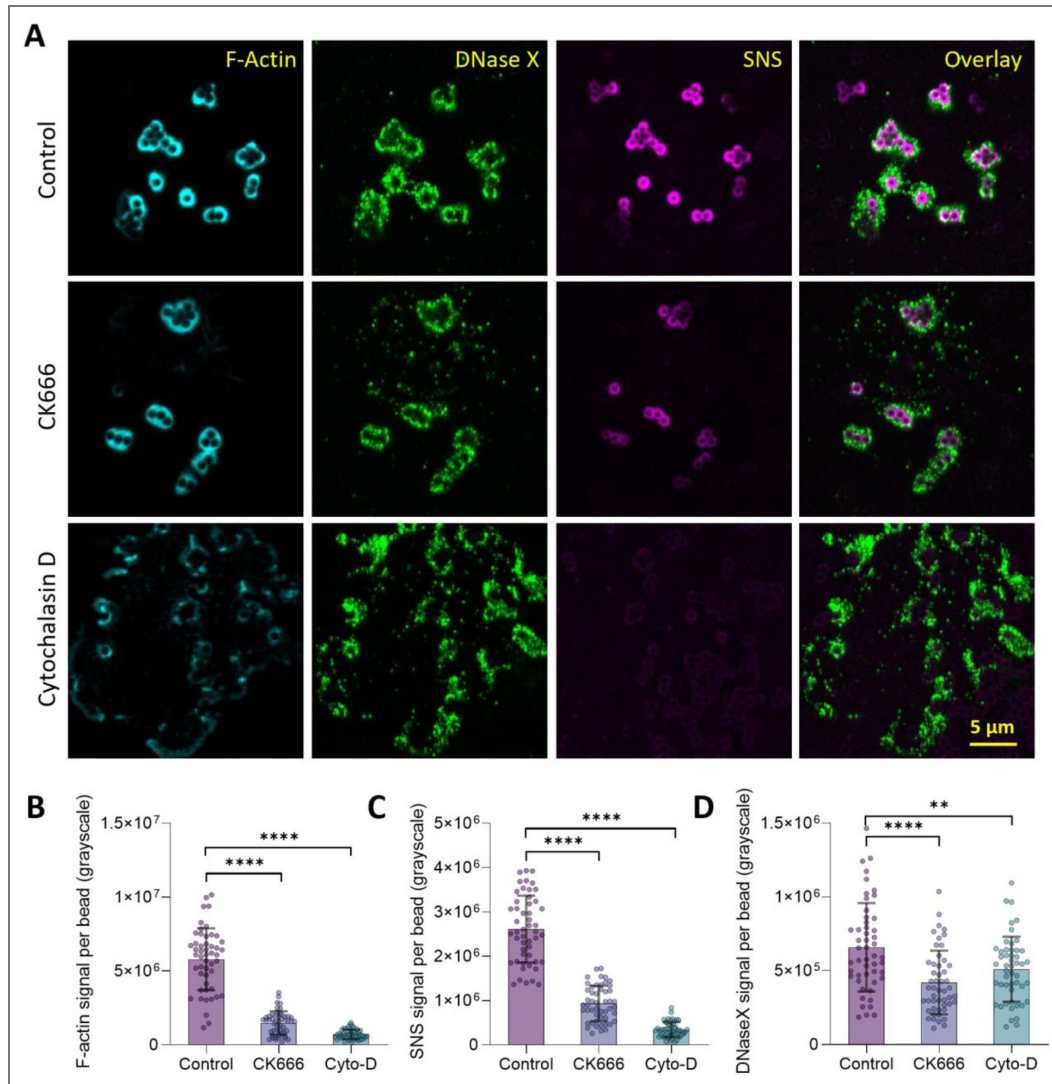 A
F-Actin
DNase X
SNS
Overlay
Control
CK666
Cytochalasin D
5 µm
B
F-actin signal per bead (grayscale)
1.5×10⁷
1×10⁷
5×10⁶
0
****
****
Control
CK666
Cyto-D
C
SNS signal per bead (grayscale)
5×10⁶
4×10⁶
3×10⁶
2×10⁶
1×10⁶
0
****
****
Control
CK666
Cyto-D
D
DNaseX signal per bead (grayscale)
1.5×10⁶
1×10⁶
5×10⁵
0
**
****
Control
CK666
Cyto-D